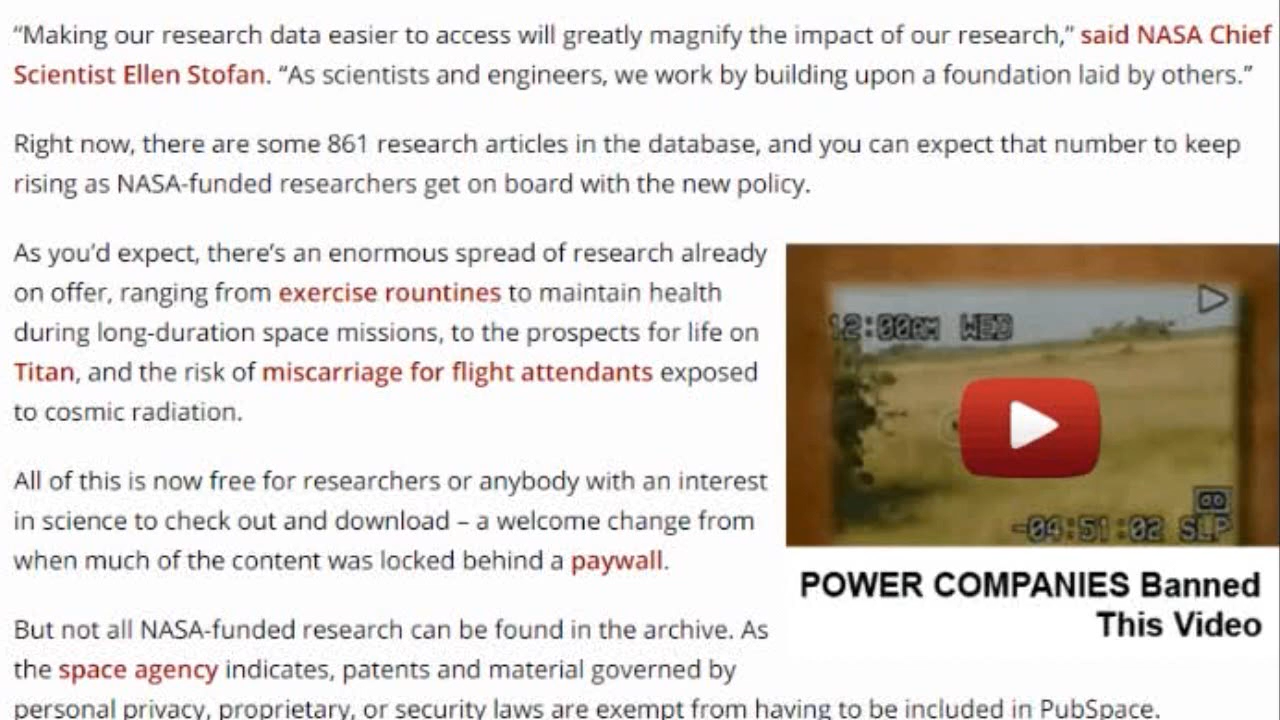 “Making our research data easier to access will greatly magnify the impact of our research,” said NASA Chief
Scientist Ellen Stofan. “As scientists and engineers, we work by building upon a foundation laid by others.”
Right now, there are some 861 research articles in the database, and you can expect that number to keep
rising as NASA-funded researchers get on board with the new policy.
As you’d expect, there’s an enormous spread of research already
on offer, ranging from exercise rountines to maintain health
during long-duration space missions, to the prospects for life on
Titan, and the risk of miscarriage for flight attendants exposed
to cosmic radiation.
All of this is now free for researchers or anybody with an interest
in science to check out and download – a welcome change from
when much of the content was locked behind a paywall.
But not all NASA-funded research can be found in the archive. As
the space agency indicates, patents and material governed by
personal privacy, proprietary, or security laws are exempt from having to be included in PubSpace.
12:00AM WED
-04:51:02 SLP
POWER COMPANIES Banned
This Video